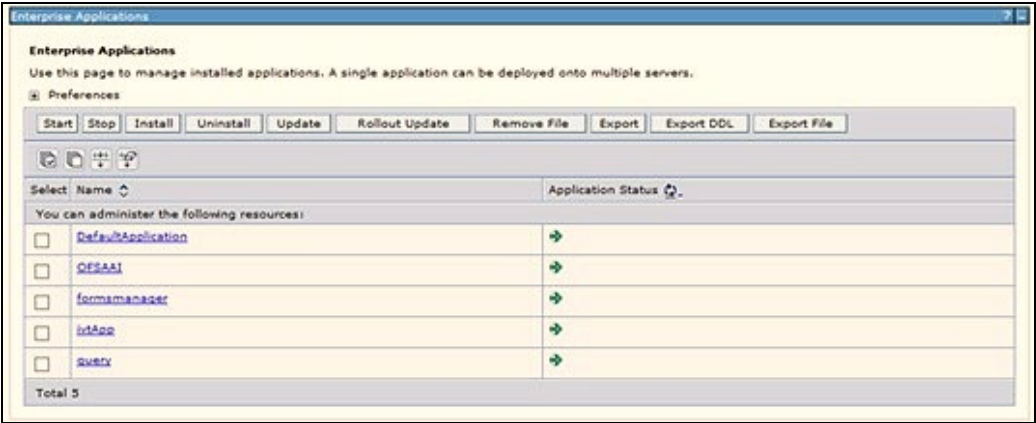 Enterprise Applications
Enterprise Applications
Use this page to manage installed applications. A single application can be deployed onto multiple servers.
Preferences
Start Stop Install Uninstall Update Rollout Update Remove File Export Export DDL Export File
Select Name Application Status
You can administer the following resources:
DefaultApplication
OFSAAI
formsmanager
ivtApp
query
Total 5